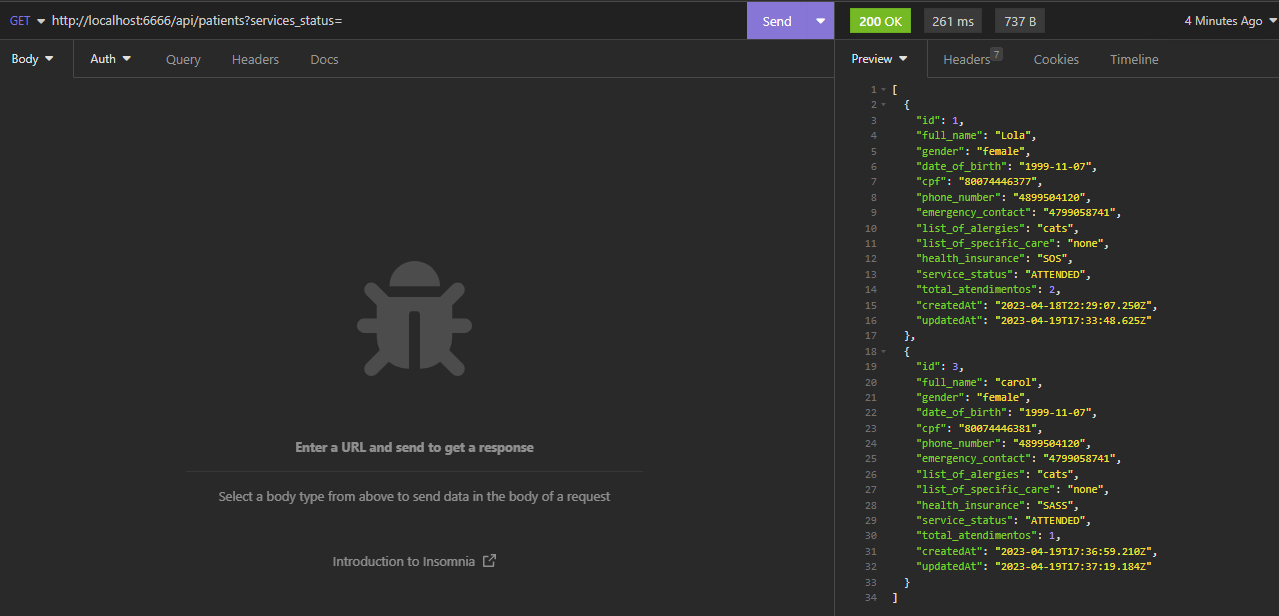 GET http://localhost:6666/api/patients?services_status= Send 200 OK 261 ms 737 B 4 Minutes Ago
Body Auth Query Headers Docs Preview Headers 7 Cookies Timeline
1 [
2 {
3 "id": 1,
4 "full_name": "Lola",
5 "gender": "female",
6 "date_of_birth": "1999-11-07",
7 "cpf": "80074446377",
8 "phone_number": "4899504120",
9 "emergency_contact": "4799058741",
10 "list_of_alergies": "cats",
11 "list_of_specific_care": "none",
12 "health_insurance": "SOS",
13 "service_status": "ATTENDED",
14 "total_atendimentos": 2,
15 "createdAt": "2023-04-18T22:29:07.250Z",
16 "updatedAt": "2023-04-19T17:33:48.625Z"
17 },
18 {
19 "id": 3,
20 "full_name": "carol",
21 "gender": "female",
22 "date_of_birth": "1999-11-07",
23 "cpf": "80074446381",
24 "phone_number": "4899504120",
25 "emergency_contact": "4799058741",
26 "list_of_alergies": "cats",
27 "list_of_specific_care": "none",
28 "health_insurance": "SASS",
29 "service_status": "ATTENDED",
30 "total_atendimentos": 1,
31 "createdAt": "2023-04-19T17:36:59.210Z",
32 "updatedAt": "2023-04-19T17:37:19.184Z"
33 }
34 ]
Enter a URL and send to get a response
Select a body type from above to send data in the body of a request
Introduction to Insomnia